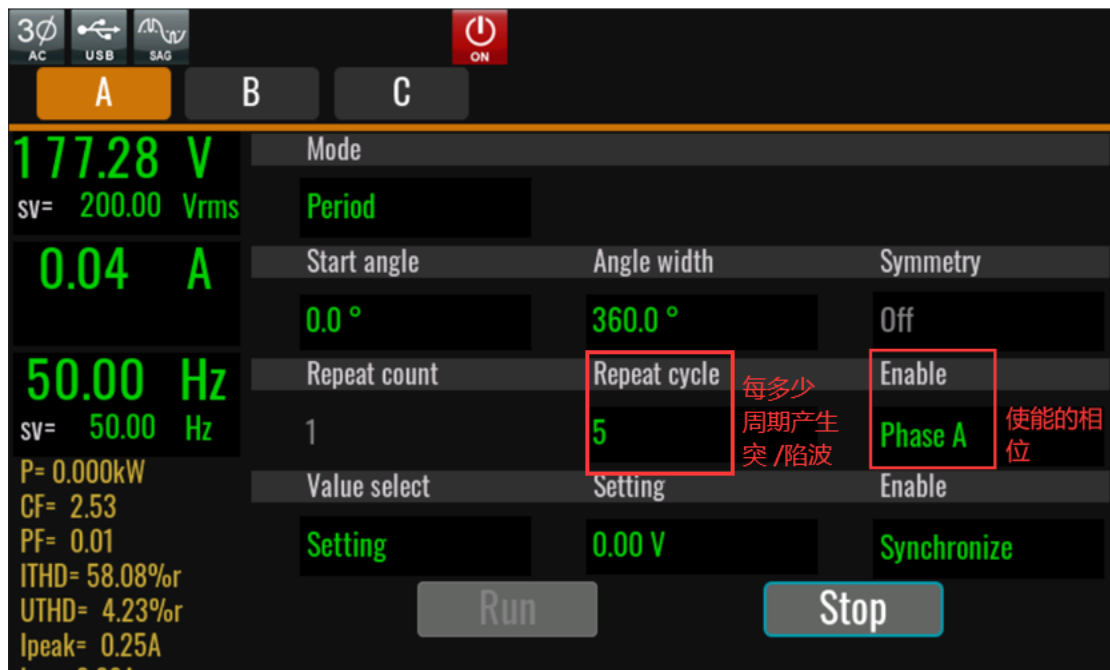 3Ø
AC
USB
SAG
ON
A
B
C
177.28 V
sv= 200.00 Vrms
0.04 A
50.00 Hz
sv= 50.00 Hz
P= 0.000kW
CF= 2.53
PF= 0.01
ITHD= 58.08%r
UTHD= 4.23%r
Ipeak= 0.25A
Mode
Period
Start angle
Angle width
Symmetry
0.0 °
360.0 °
Off
Repeat count
Repeat cycle
Enable
1
5
每多少
周期产生
突 /陷波
Phase A
使能的相
位
Value select
Setting
Enable
Setting
0.00 V
Synchronize
Run
Stop